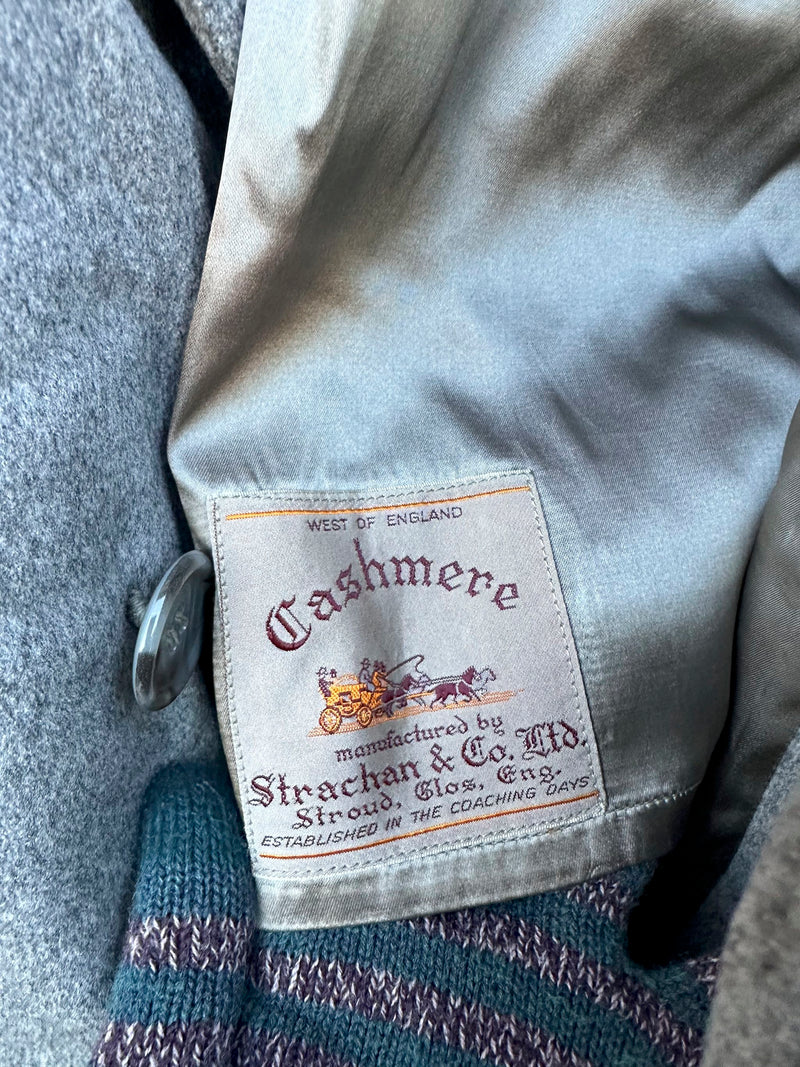 WEST OF ENGLAND
Cashmere
manufactured by
Strachan & Co. Ltd.
Stroud, Glos, Eng.
ESTABLISHED IN THE COACHING DAYS